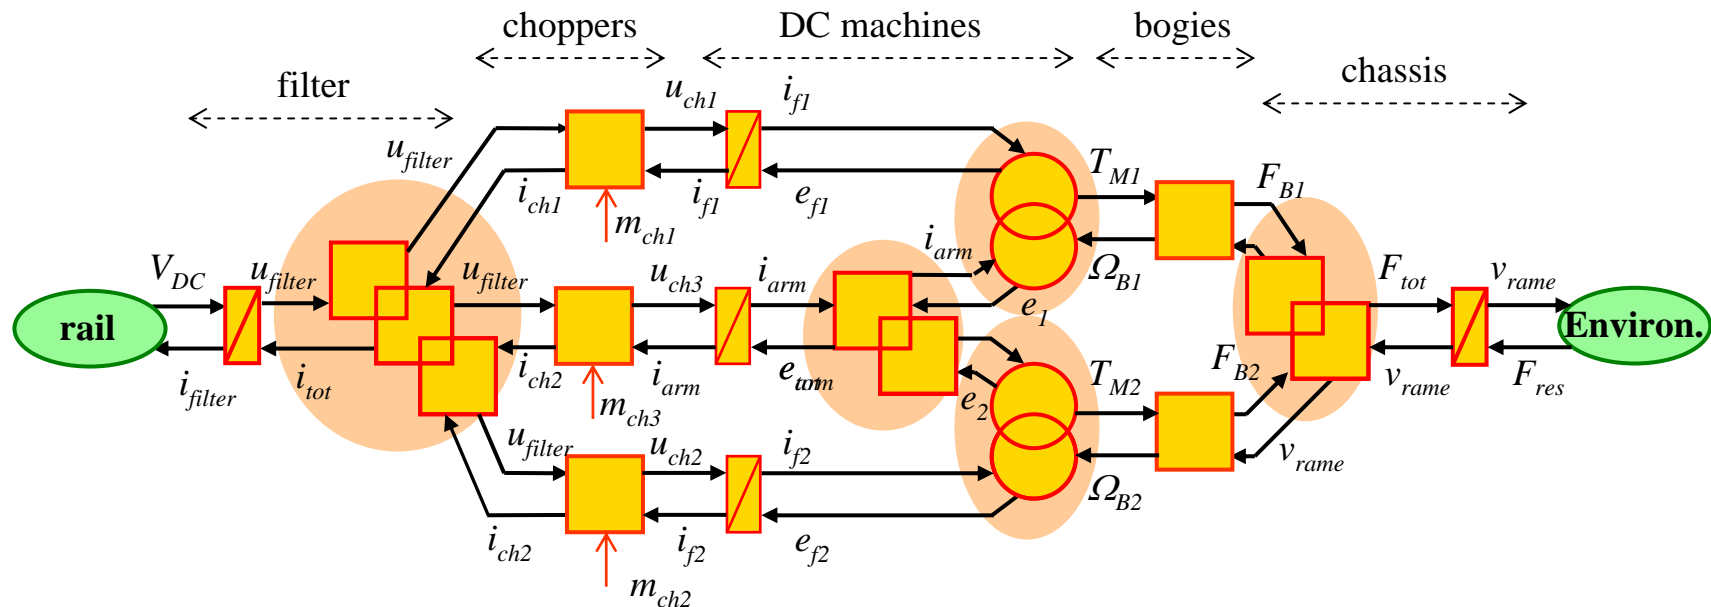 choppers
DC machines
bogies
filter
chassis
u_ch1
i_f1
u_filter
i_ch1
i_f1
e_f1
m_ch1
T_M1
F_B1
Ω_B1
i_arm
e_1
V_DC
u_filter
u_filter
u_ch3
i_arm
rail
i_filter
i_tot
i_ch2
i_arm
m_ch3
e_2
T_M2
F_B2
F_tot
v_rame
Environ.
v_rame
F_res
v_rame
u_filter
u_ch2
i_f2
i_ch2
i_f2
e_f2
Ω_B2
m_ch2